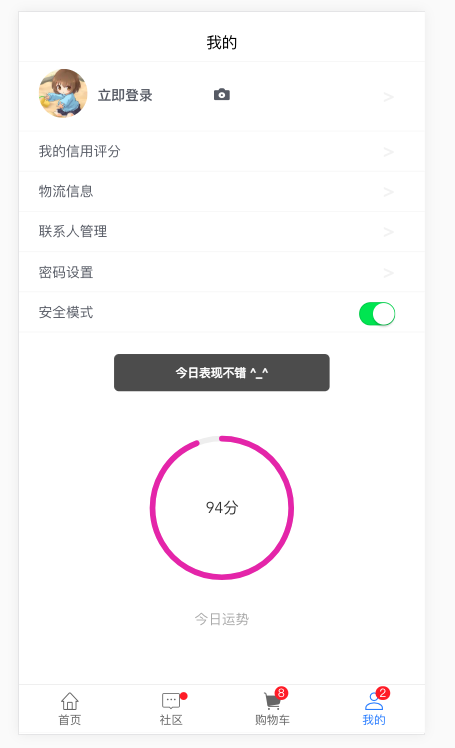 我的
立即登录
>
我的信用评分
>
物流信息
>
联系人管理
>
密码设置
>
安全模式
今日表现不错 ^_^
94分
今日运势
8
2
首页
社区
购物车
我的